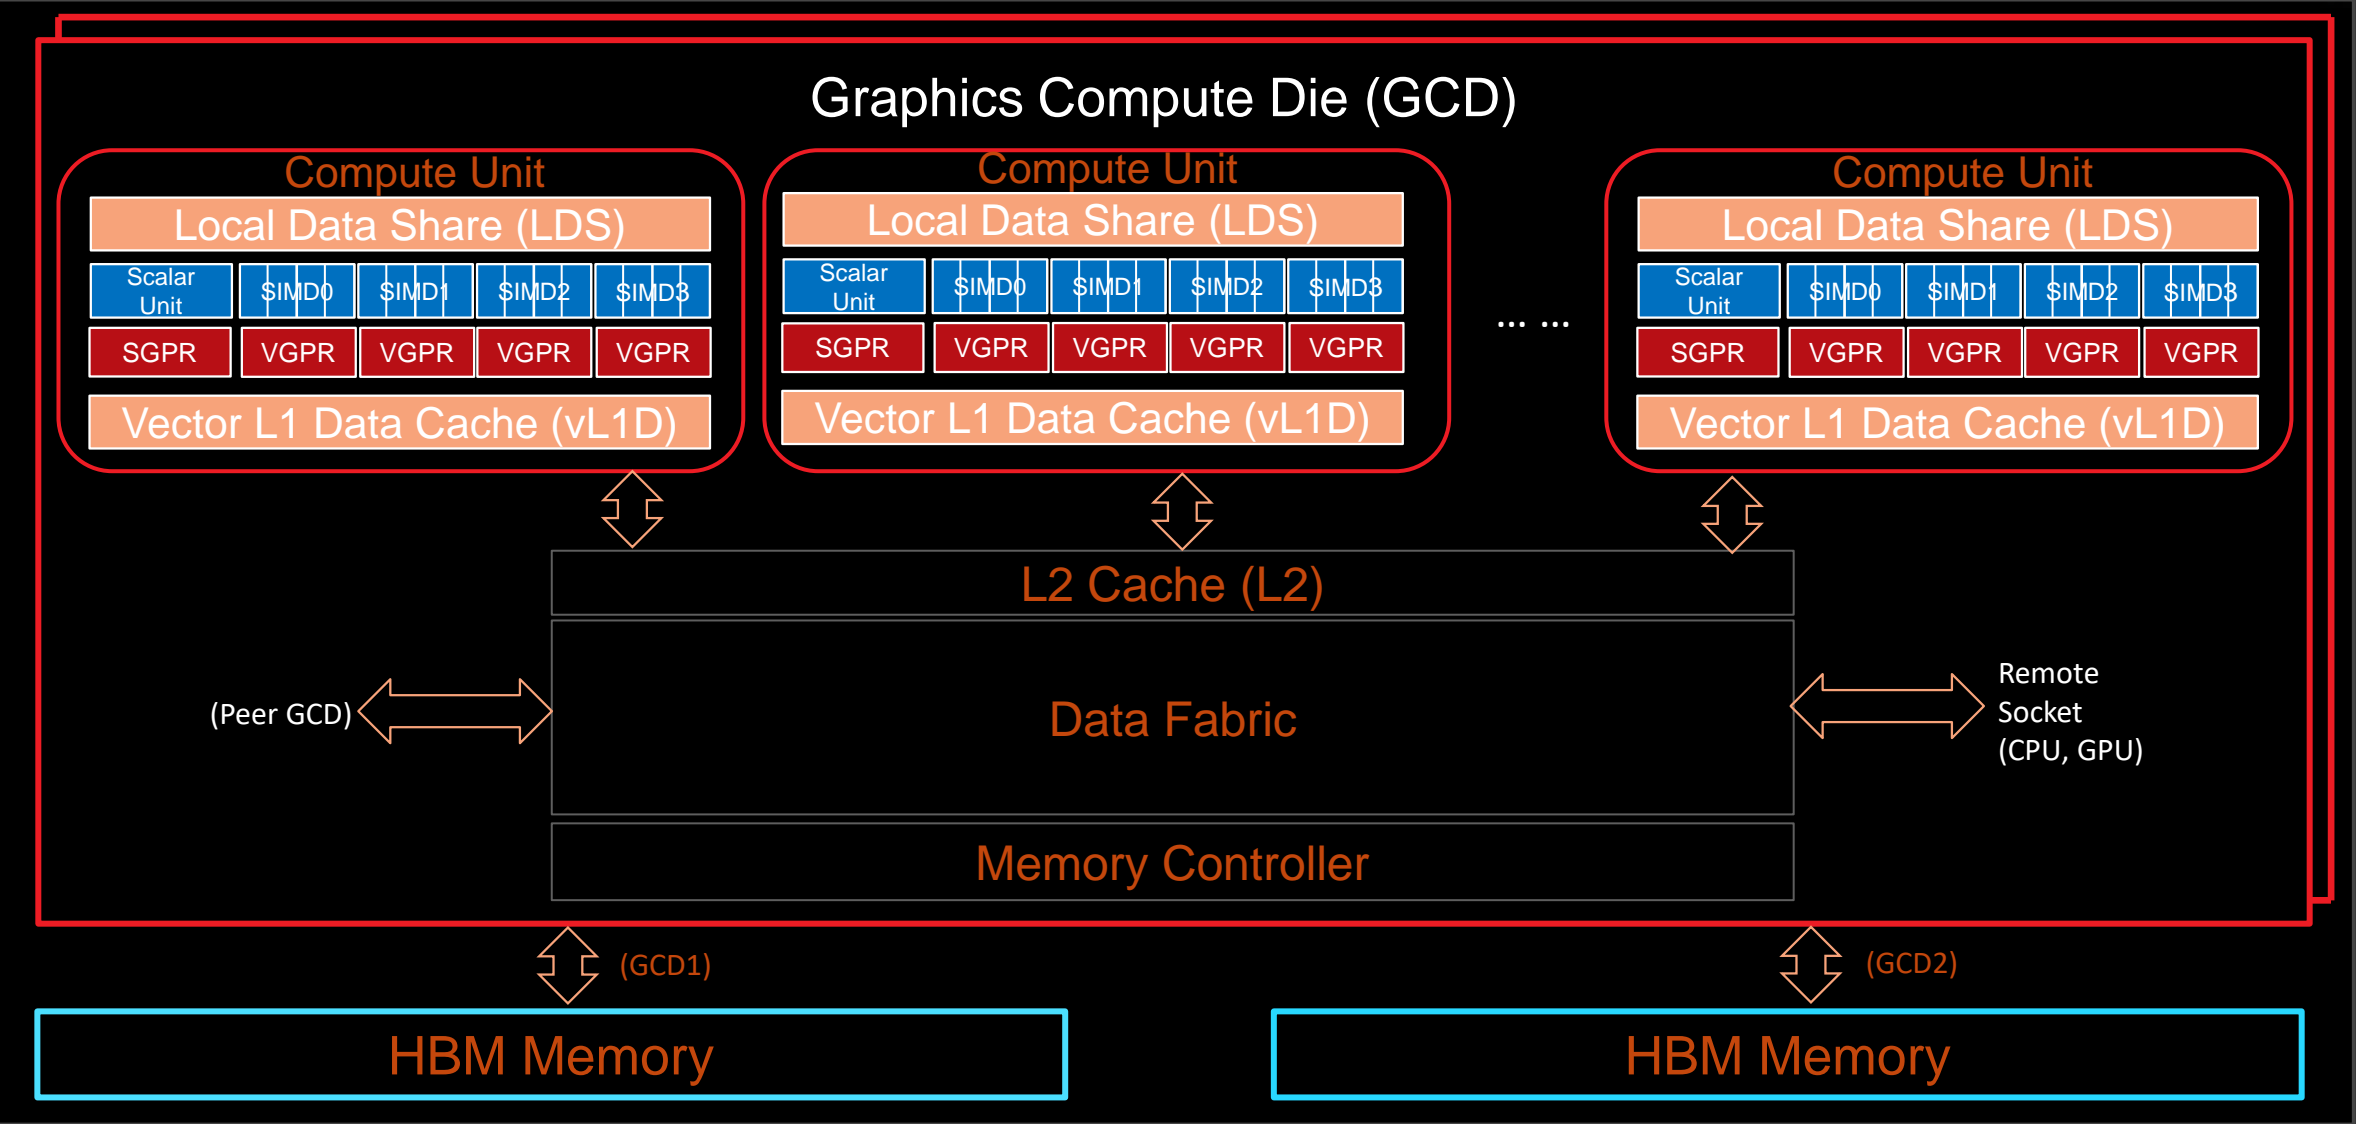 Graphics Compute Die (GCD)
Compute Unit
Local Data Share (LDS)
Scalar
Unit
SIMD0
SIMD1
SIMD2
SIMD3
SGPR
VGPR
VGPR
VGPR
VGPR
Vector L1 Data Cache (vL1D)
Compute Unit
Local Data Share (LDS)
Scalar
Unit
SIMD0
SIMD1
SIMD2
SIMD3
SGPR
VGPR
VGPR
VGPR
VGPR
Vector L1 Data Cache (vL1D)
... ...
Compute Unit
Local Data Share (LDS)
Scalar
Unit
SIMD0
SIMD1
SIMD2
SIMD3
SGPR
VGPR
VGPR
VGPR
VGPR
Vector L1 Data Cache (vL1D)
L2 Cache (L2)
(Peer GCD)
Data Fabric
Remote
Socket
(CPU, GPU)
Memory Controller
(GCD1)
(GCD2)
HBM Memory
HBM Memory